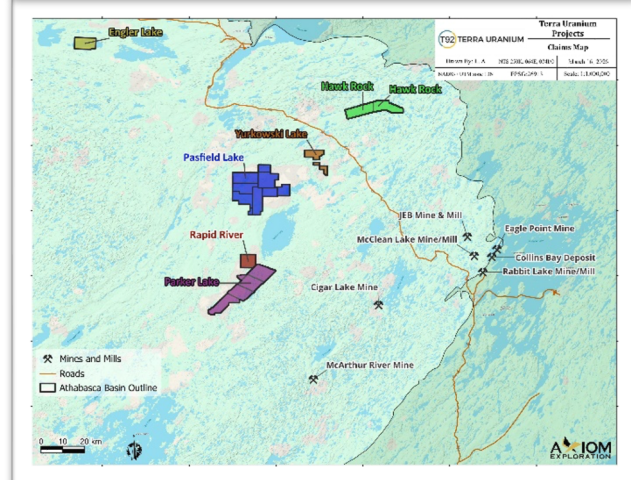 Engler Lake
T92 TERRA URANIUM
Terra Uranium
Projects
Claims Map
Hawk Rock
Hawk Rock
Yurkowski Lake
Pasfield Lake
JEB Mine & Mill
Eagle Point Mine
McClean Lake Mine/Mill
Collins Bay Deposit
Rabbit Lake Mine/Mill
Rapid River
Parker Lake
Cigar Lake Mine
McArthur River Mine
Mines and Mills
Roads
Athabasca Basin Outline
0 10 20 km
AXIOM
EXPLORATION